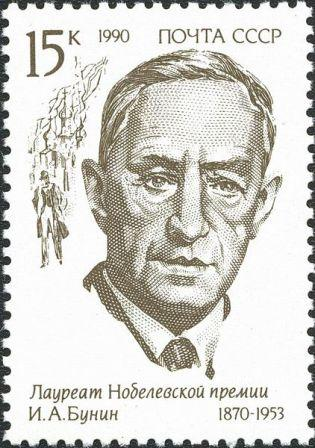 15К 1990 ПОЧТА СССР
Лауреат Нобелевской премии
И.А.Бунин 1870-1953